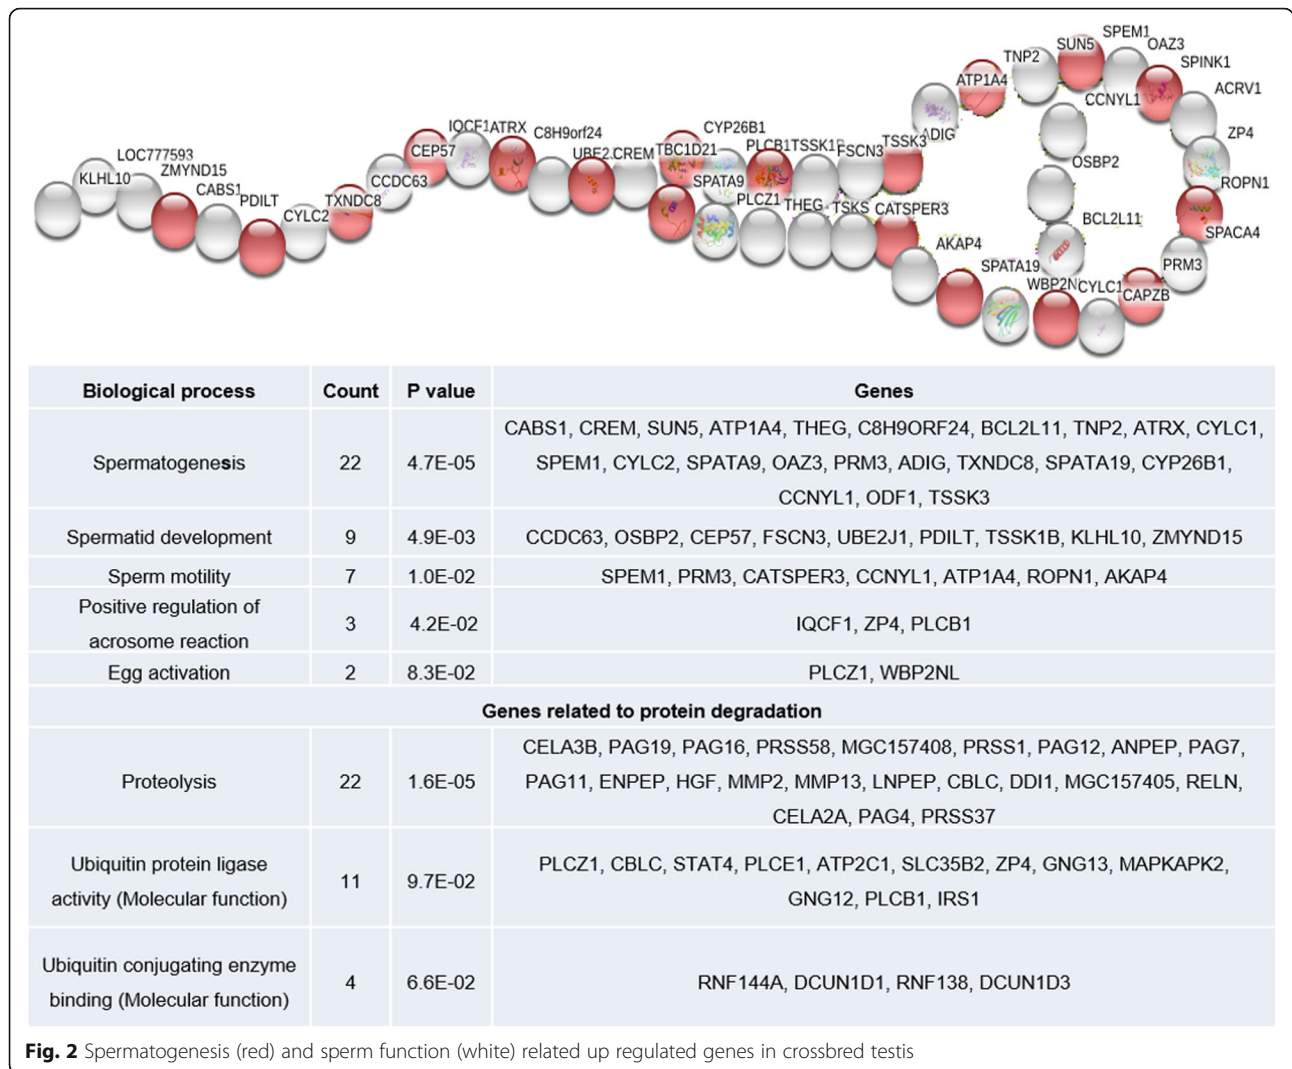 SPEM1
SUN5
OAZ3
TNP2
SPINK1
ATP1A4
ACRV1
CCNYL1
IQCF1 ATRX
C8H9orf24
CYP26B1
ZP4
ADIG
CEP57
UBE2 CREM
TBC1D21
PLCB1 TSSK1
FSCN3
TSSK3
LOC777593
ZMYND15
OSBP2
KLHL10
CCDC63
SPATA9
ROPN1
CABS1
PDILT
TXNDC8
PLCZ1
THEG
TSKS
CATSPER3
CYLC2
BCL2L11
SPACA4
AKAP4
SPATA19
PRM3
WBP2N CYLC1
CAPZB
Biological process Count P value Genes
CABS1, CREM, SUN5, ATP1A4, THEG, C8H9ORF24, BCL2L11, TNP2, ATRX, CYLC1,
Spermatogenesis 22 4.7E-05 SPEM1, CYLC2, SPATA9, OAZ3, PRM3, ADIG, TXNDC8, SPATA19, CYP26B1,
CCNYL1, ODF1, TSSK3
Spermatid development 9 4.9E-03 CCDC63, OSBP2, CEP57, FSCN3, UBE2J1, PDILT, TSSK1B, KLHL10, ZMYND15
Sperm motility 7 1.0E-02 SPEM1, PRM3, CATSPER3, CCNYL1, ATP1A4, ROPN1, AKAP4
Positive regulation of
acrosome reaction 3 4.2E-02 IQCF1, ZP4, PLCB1
Egg activation 2 8.3E-02 PLCZ1, WBP2NL
Genes related to protein degradation
CELA3B, PAG19, PAG16, PRSS58, MGC157408, PRSS1, PAG12, ANPEP, PAG7,
Proteolysis 22 1.6E-05 PAG11, ENPEP, HGF, MMP2, MMP13, LNPEP, CBLC, DDI1, MGC157405, RELN,
CELA2A, PAG4, PRSS37
Ubiquitin protein ligase
activity (Molecular function) 11 9.7E-02 PLCZ1, CBLC, STAT4, PLCE1, ATP2C1, SLC35B2, ZP4, GNG13, MAPKAPK2,
GNG12, PLCB1, IRS1
Ubiquitin conjugating enzyme
binding (Molecular function) 4 6.6E-02 RNF144A, DCUN1D1, RNF138, DCUN1D3
Fig. 2 Spermatogenesis (red) and sperm function (white) related up regulated genes in crossbred testis